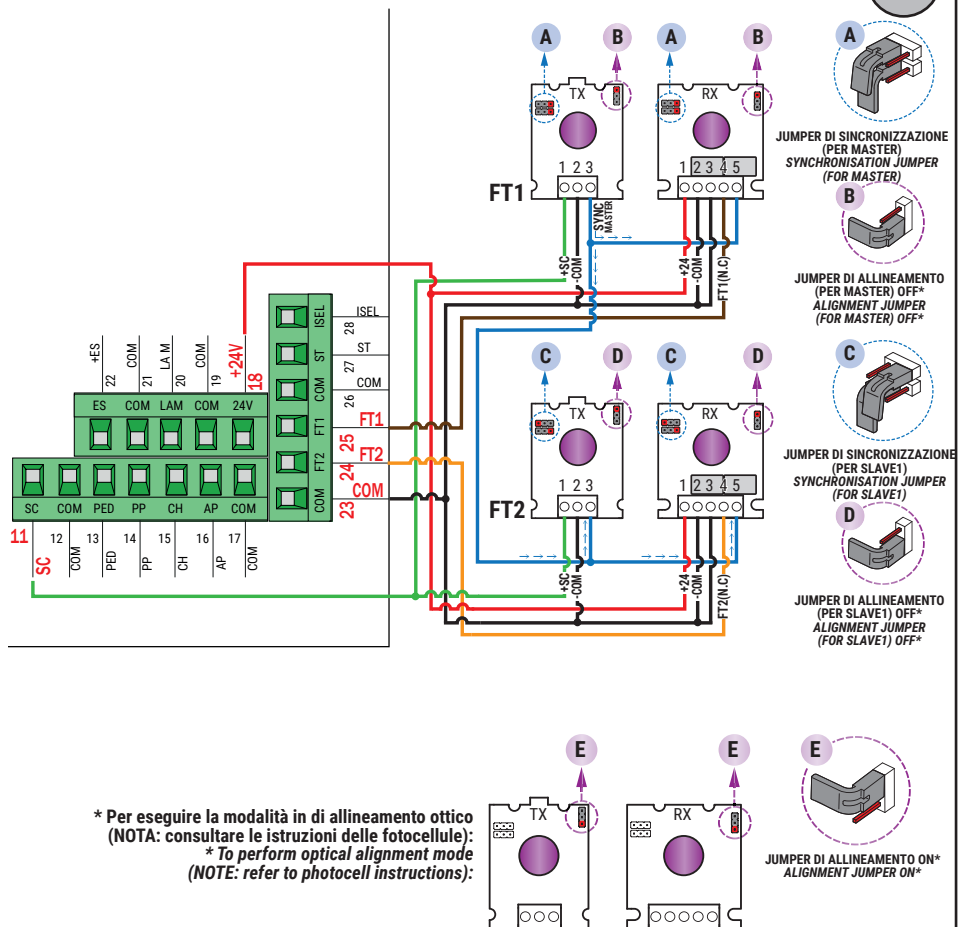 A
B
A
B
TX
RX
1 2 3
1 2 3 4 5
FT1
SYNC
MASTER
→ → →
→ → →
+SC
-COM
+24
-COM
FT1(N.C)
A
JUMPER DI SINCRONIZZAZIONE
(PER MASTER)
SYNCHRONISATION JUMPER
(FOR MASTER)
B
JUMPER DI ALLINEAMENTO
(PER MASTER) OFF*
ALIGNMENT JUMPER
(FOR MASTER) OFF*
C
D
C
D
TX
RX
1 2 3
1 2 3 4 5
FT2
→ → →
→ → →
→ → →
→ → →
+SC
-COM
+24
-COM
FT2(N.C)
C
JUMPER DI SINCRONIZZAZIONE
(PER SLAVE1)
SYNCHRONISATION JUMPER
(FOR SLAVE1)
D
JUMPER DI ALLINEAMENTO
(PER SLAVE1) OFF*
ALIGNMENT JUMPER
(FOR SLAVE1) OFF*
+ES
22
COM
21
LAM
20
COM
19
+24V
18
ES COM LAM COM 24V
SC COM PED PP CH AP COM
11
SC
12
COM
13
PED
14
PP
15
CH
16
AP
17
COM
ISEL
ISEL
28
ST
ST
27
COM
COM
26
FT1
FT1
25
FT2
FT2
24
COM
COM
23
E
E
TX
RX
* Per eseguire la modalità in di allineamento ottico
(NOTA: consultare le istruzioni delle fotocellule):
* To perform optical alignment mode
(NOTE: refer to photocell instructions):
E
JUMPER DI ALLINEAMENTO ON*
ALIGNMENT JUMPER ON*